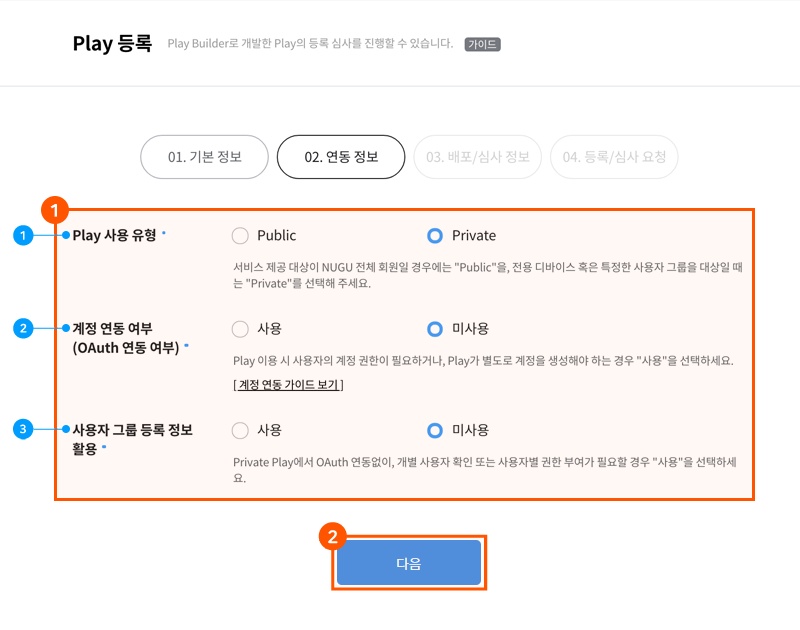 Play 등록 Play Builder로 개발한 Play의 등록 심사를 진행할 수 있습니다. 가이드
01. 기본 정보 02. 연동 정보 03. 배포/심사 정보 04. 등록/심사 요청
1
1 Play 사용 유형 Public Private
서비스 제공 대상이 NUGU 전체 회원일 경우에는 "Public"을, 전용 디바이스 혹은 특정한 사용자 그룹을 대상일 때
는 "Private"를 선택해 주세요.
2 계정 연동 여부 사용 미사용
(OAuth 연동 여부)
Play 이용 시 사용자의 계정 권한이 필요하거나, Play가 별도로 계정을 생성해야 하는 경우 "사용"을 선택하세요.
[ 계정 연동 가이드 보기 ]
3 사용자 그룹 등록 정보 사용 미사용
활용
Private Play에서 OAuth 연동없이, 개별 사용자 확인 또는 사용자별 권한 부여가 필요할 경우 "사용"을 선택하세
요.
2
다음